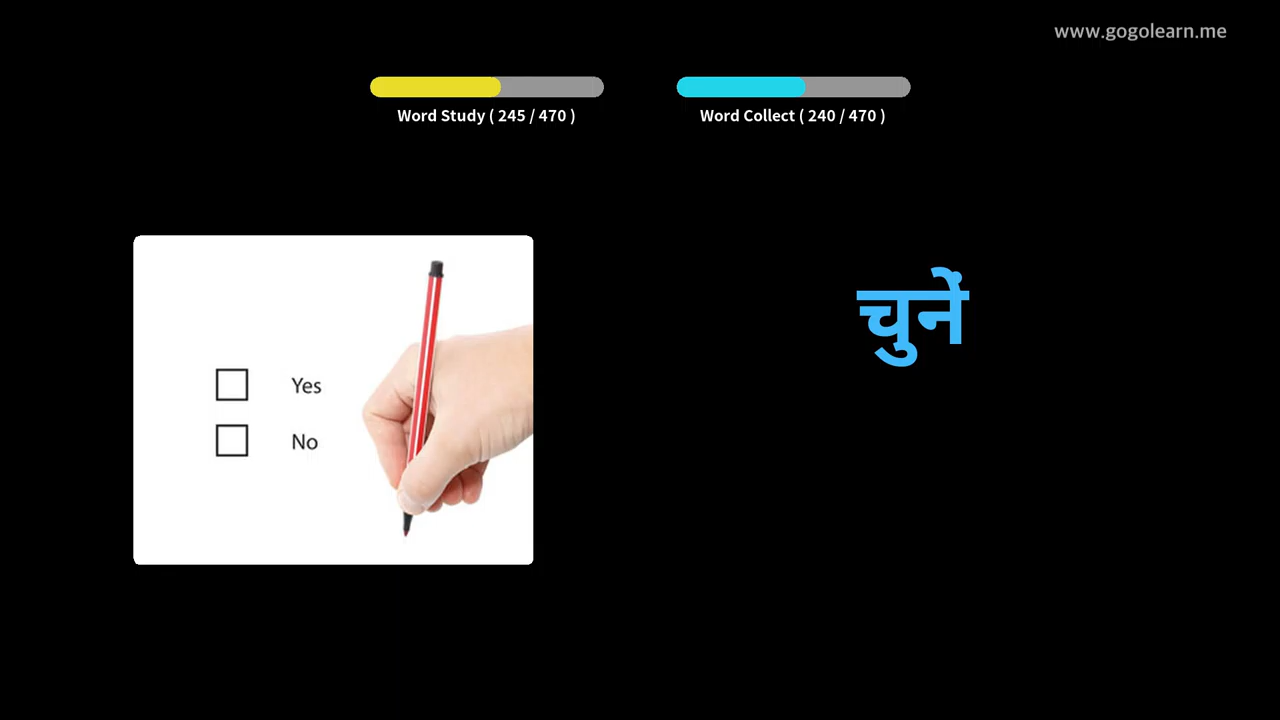 www.gogolearn.me
Word Study ( 245 / 470 )
Word Collect ( 240 / 470 )
चुनें
Yes
No